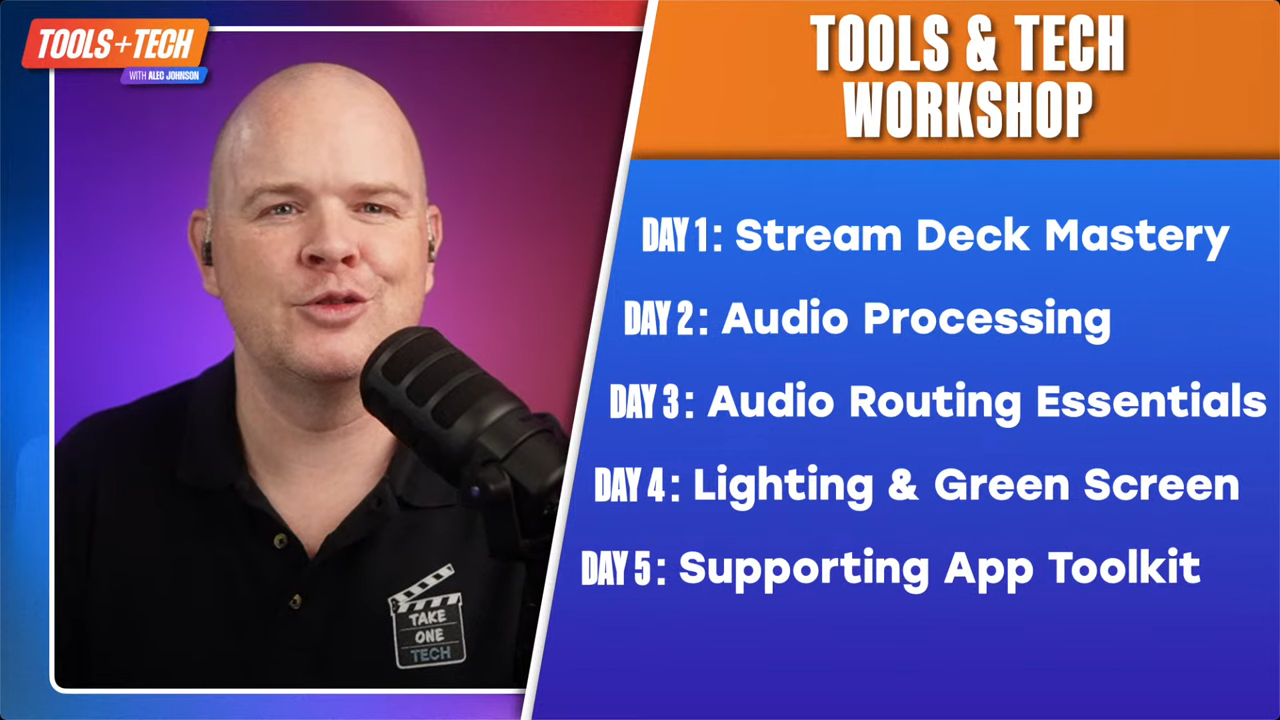 TOOLS+TECH
WITH ALEC JOHNSON
TOOLS & TECH
WORKSHOP
DAY 1: Stream Deck Mastery
DAY 2: Audio Processing
DAY 3: Audio Routing Essentials
DAY 4: Lighting & Green Screen
DAY 5: Supporting App Toolkit
TAKE
ONE
TECH